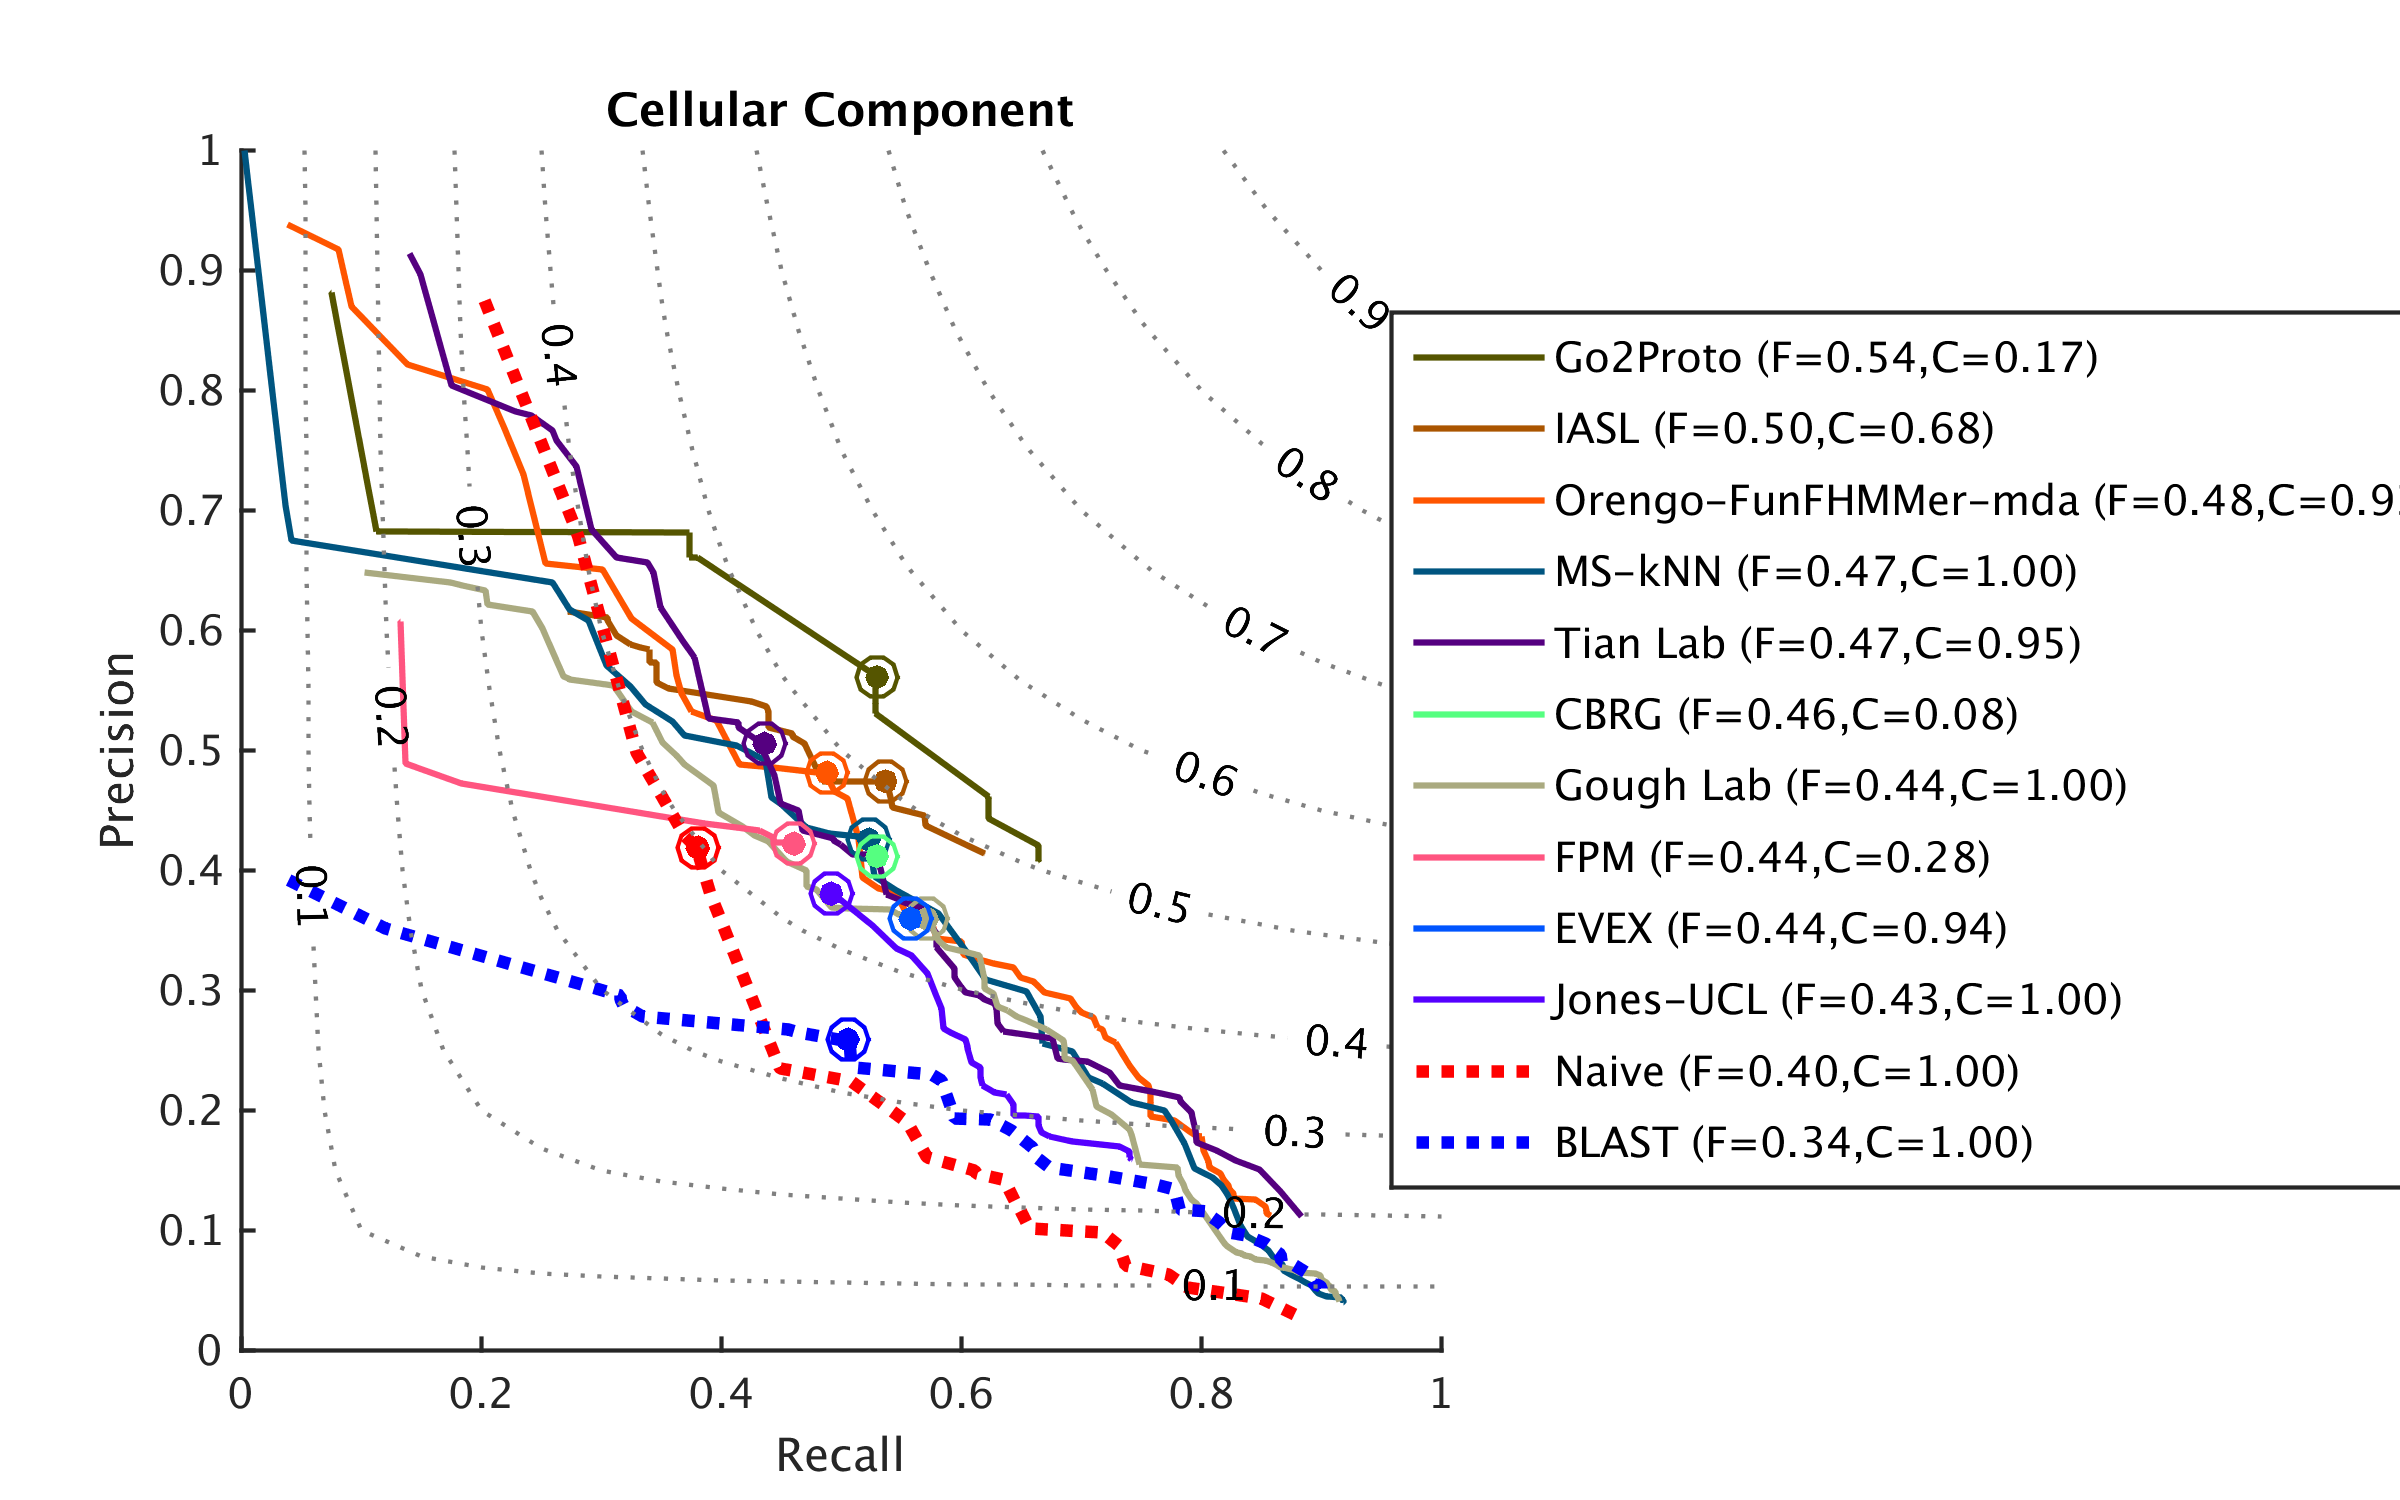 Cellular Component
1
0.9
0.8
0.7
0.6
0.5
0.4
0.3
0.2
0.1
0
0
0.2
0.4
0.6
0.8
1
Precision
Recall
0.4
0.3
0.2
0.1
0.9
0.8
0.7
0.6
0.5
0.4
0.3
0.2
0.1
Go2Proto (F=0.54,C=0.17)
IASL (F=0.50,C=0.68)
Orengo-FunFHMMer-mda (F=0.48,C=0.9
MS-kNN (F=0.47,C=1.00)
Tian Lab (F=0.47,C=0.95)
CBRG (F=0.46,C=0.08)
Gough Lab (F=0.44,C=1.00)
FPM (F=0.44,C=0.28)
EVEX (F=0.44,C=0.94)
Jones-UCL (F=0.43,C=1.00)
Naive (F=0.40,C=1.00)
BLAST (F=0.34,C=1.00)